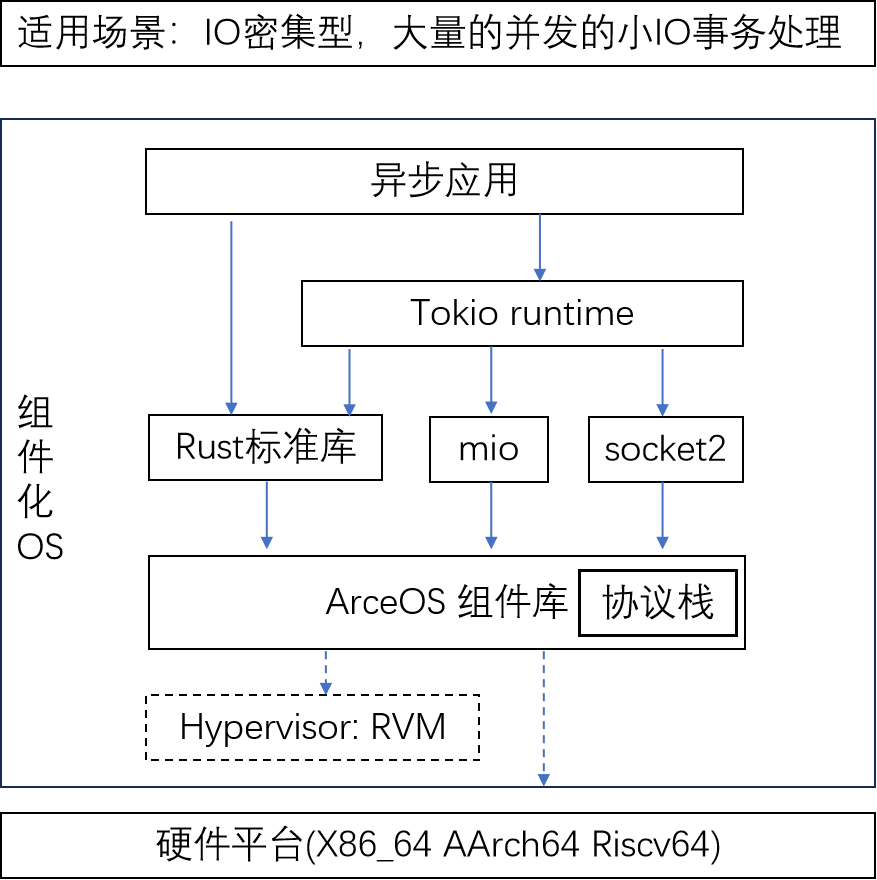 适用场景：IO密集型，大量的并发的小IO事务处理
异步应用
Tokio runtime
组
件
化
OS
Rust标准库
mio
socket2
ArceOS 组件库
协议栈
Hypervisor: RVM
硬件平台(X86_64 AArch64 Riscv64)